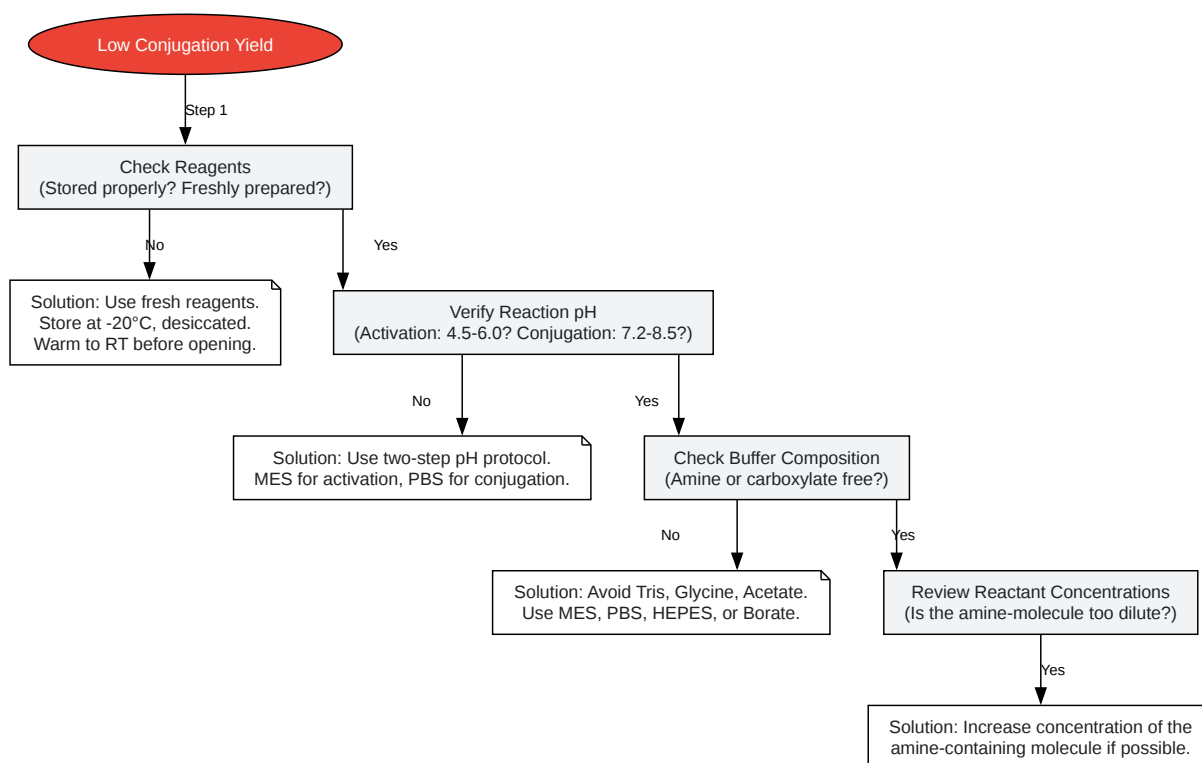 Low Conjugation Yield
Step 1
Check Reagents
(Stored properly? Freshly prepared?)
No
Yes
Solution: Use fresh reagents.
Store at -20°C, desiccated.
Warm to RT before opening.
Verify Reaction pH
(Activation: 4.5-6.0? Conjugation: 7.2-8.5?)
No
Yes
Solution: Use two-step pH protocol.
MES for activation, PBS for conjugation.
Check Buffer Composition
(Amine or carboxylate free?)
No
Yes
Solution: Avoid Tris, Glycine, Acetate.
Use MES, PBS, HEPES, or Borate.
Review Reactant Concentrations
(Is the amine-molecule too dilute?)
Yes
Solution: Increase concentration of the
amine-containing molecule if possible.